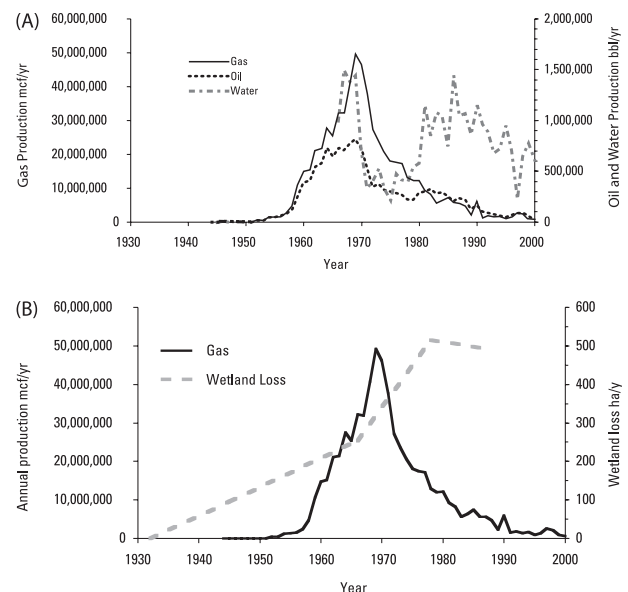 (A)
60,000,000
50,000,000
40,000,000
30,000,000
20,000,000
10,000,000
0
Gas Production mcf/yr
Gas
Oil
Water
2,000,000
1,500,000
1,000,000
500,000
0
Oil and Water Production bbl/yr
1930 1940 1950 1960 1970 1980 1990 2000
Year
(B)
60,000,000
50,000,000
40,000,000
30,000,000
20,000,000
10,000,000
0
Annual production mcf/yr
Gas
Wetland Loss
600
500
400
300
200
100
0
Wetland loss ha/y
1930 1940 1950 1960 1970 1980 1990 2000
Year